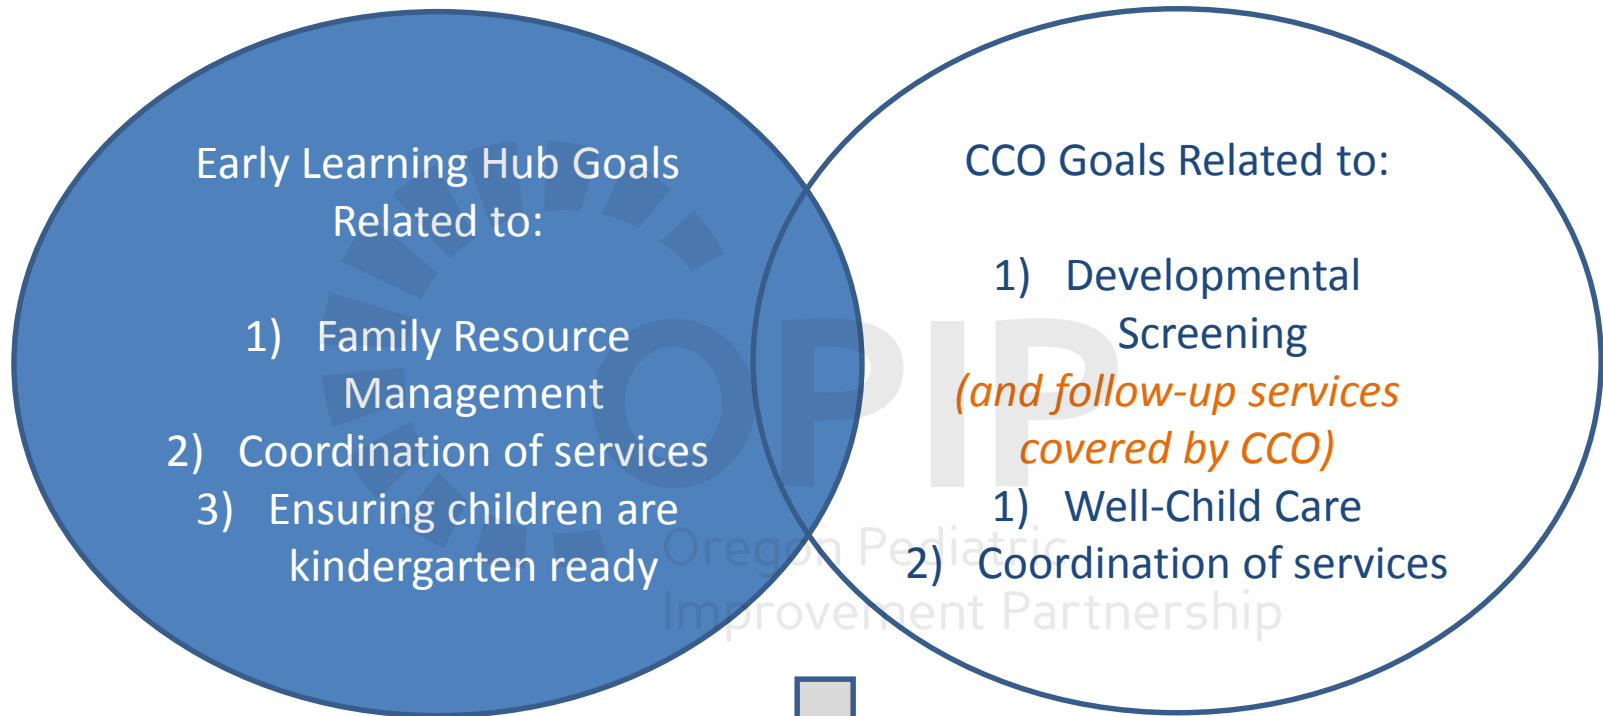 Early Learning Hub Goals
Related to:
1) Family Resource
Management
2) Coordination of services
3) Ensuring children are
kindergarten ready
CCO Goals Related to:
1) Developmental
Screening
(and follow-up services
covered by CCO)
1) Well-Child Care
2) Coordination of services
OPIP
Oregon Pediatric
Improvement Partnership